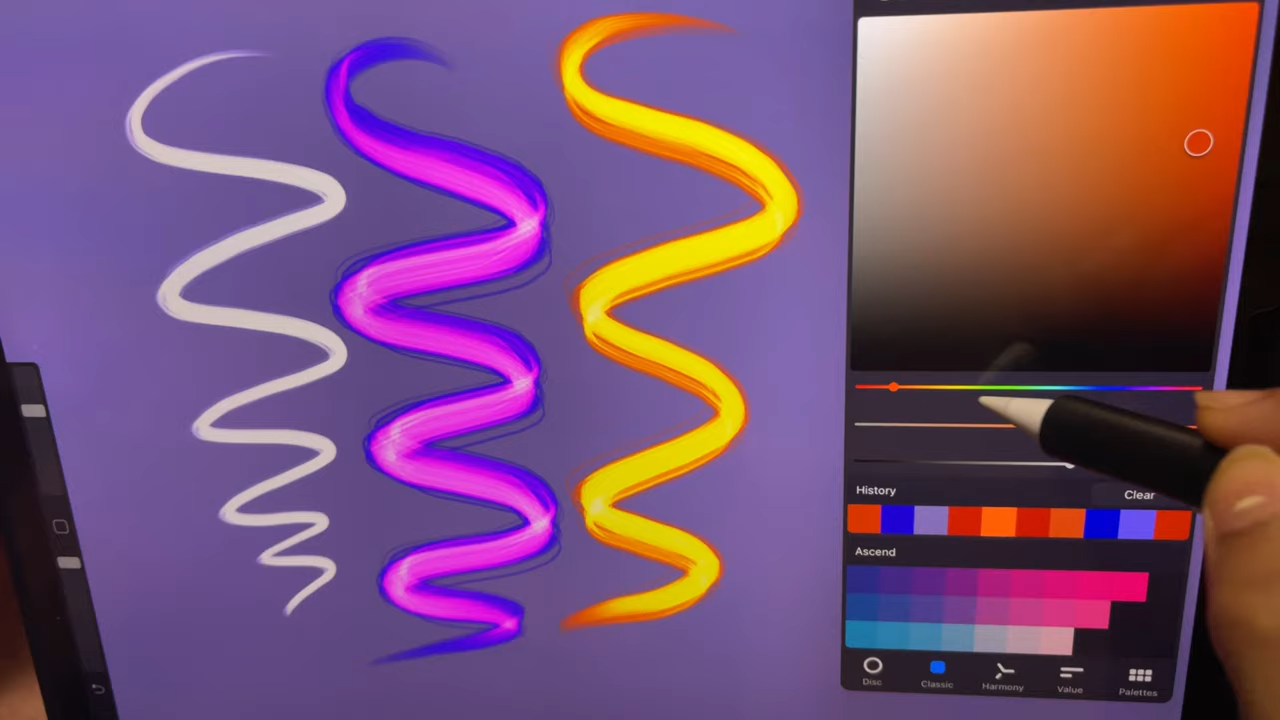 History
Clear
Ascend
Disc
Classic
Harmony
Value
Palettes